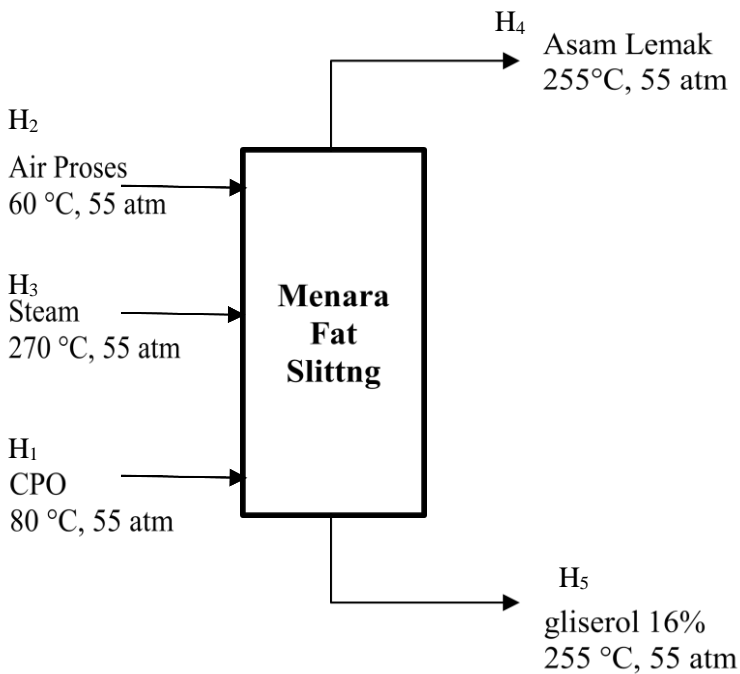 H₄
Asam Lemak
255°C, 55 atm
H₂
Air Proses
60 °C, 55 atm
H₃
Steam
270 °C, 55 atm
Menara
Fat
Slittng
H₁
CPO
80 °C, 55 atm
H₅
gliserol 16%
255 °C, 55 atm